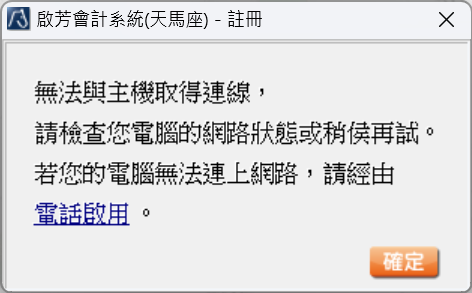 啟芳會計系統(天馬座) - 註冊
無法與主機取得連線，
請檢查您電腦的網路狀態或稍侯再試。
若您的電腦無法連上網路，請經由
電話啟用 。
確定